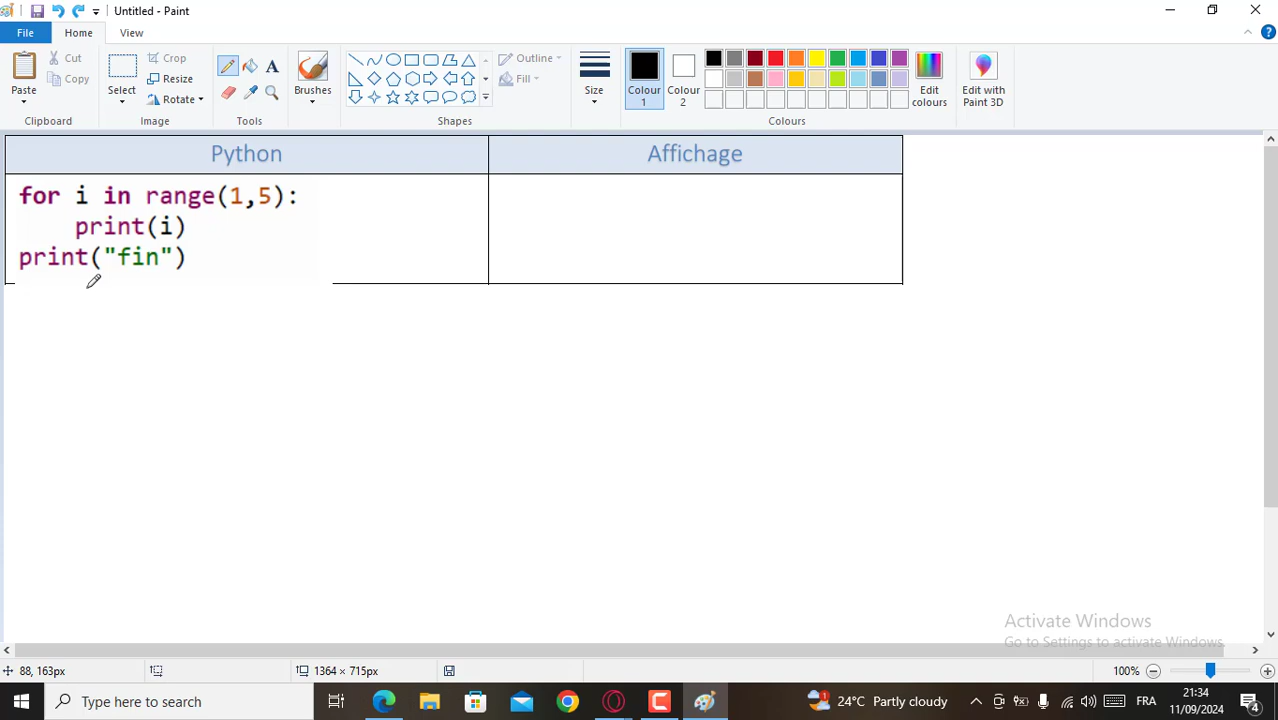 Untitled - Paint
File
Home
View
Paste
Cut
Copy
Clipboard
Select
Crop
Resize
Rotate
Image
Tools
Brushes
Outline
Fill
Shapes
Size
Colour 1
Colour 2
Edit colours
Colours
Edit with Paint 3D
Python
Affichage
for i in range(1,5):
    print(i)
print("fin")
Activate Windows
Go to Settings to activate Windows.
88, 163px
1364 × 715px
100%
Type here to search
24°C Partly cloudy
FRA
21:34
11/09/2024
1
4